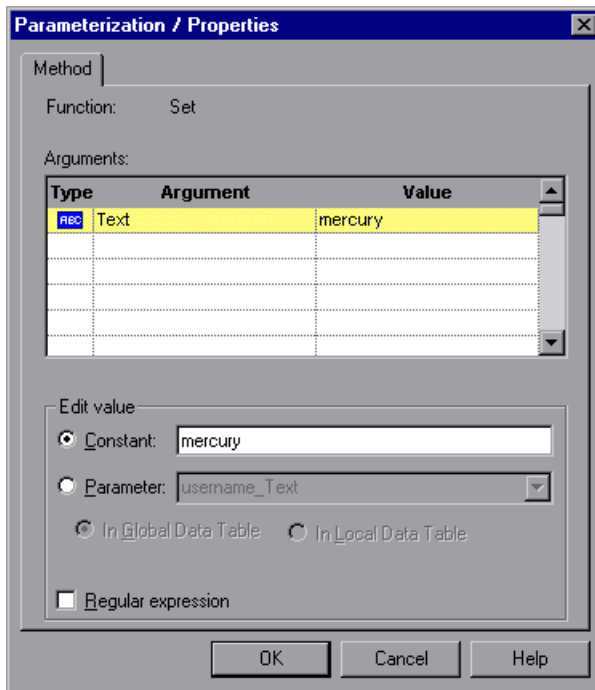 Parameterization / Properties
Method
Function: Set
Arguments:
Type Argument Value
ABC Text mercury
Edit value
Constant: mercury
Parameter: username_Text
In Global Data Table In Local Data Table
Regular expression
OK Cancel Help